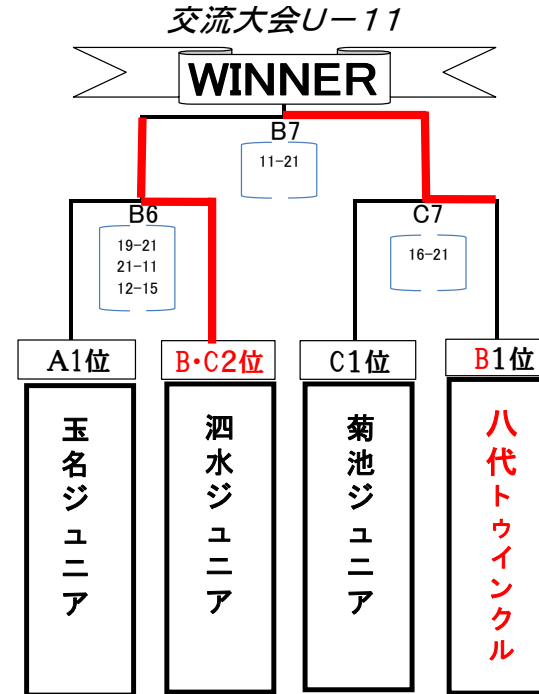 交流大会U－11
WINNER
B7
11-21
B6
19-21
21-11
12-15
C7
16-21
A1位
B・C2位
C1位
B1位
玉名ジュニア
泗水ジュニア
菊池ジュニア
八代トゥインクル